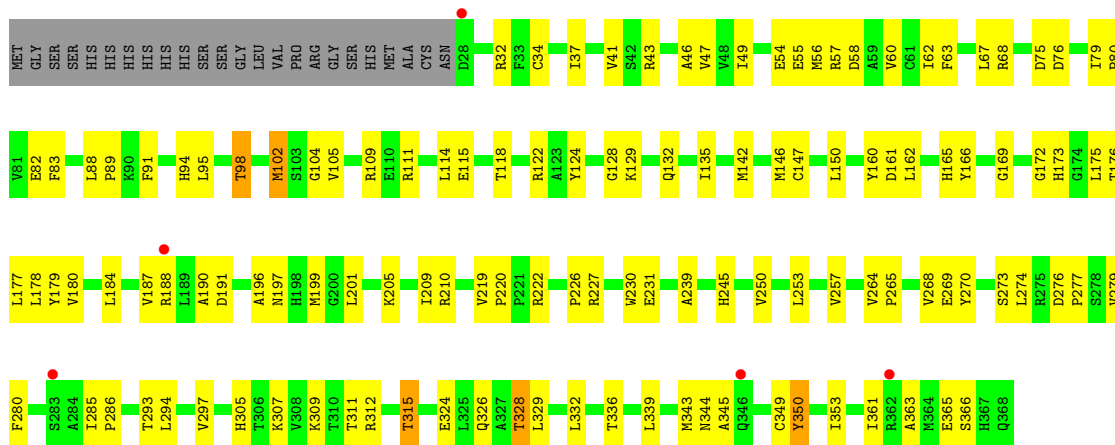 MET GLY SER SER HIS HIS HIS HIS HIS HIS SER SER GLY LEU VAL PRO ARG GLY SER HIS MET ALA CYS ASN D28 R32 F33 C34 I37 V41 S42 R43 A46 V47 V48 I49 E54 E55 M56 R57 D58 A59 V60 C61 I62 F63 L67 R68 D75 D76 I79
V81 E82 F83 L88 P89 K90 F91 H94 L95 T98 M102 S103 G104 V105 R109 E110 R111 L114 E115 T118 R122 A123 Y124 G128 K129 Q132 I135 M142 M146 C147 L150 Y160 D161 L162 H165 Y166 G169 G172 H173 G174 L175
L177 L178 Y179 V180 L184 V187 R188 L189 A190 D191 A196 N197 H198 M199 G200 L201 K205 I209 R210 V219 P220 P221 R222 P226 R227 W230 E231 A239 H245 V250 L253 V257 V264 P265 V268 E269 Y270 S273 L274 R275 D276 P277 S278
F280 S283 A284 I285 P286 T293 L294 V297 H305 T306 K307 V308 K309 T310 T311 R312 T315 E324 L325 Q326 A327 T328 L329 L332 T336 L339 M343 N344 A345 Q346 C349 Y350 I353 I361 R362 A363 M364 E365 S366 H367 Q368